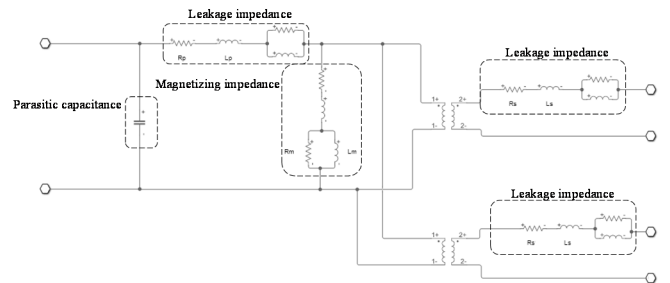 Leakage impedance
Rp Lp
Magnetizing impedance
Parasitic capacitance
Rm Lm
1+ 2+
1- 2-
Leakage impedance
Rs Ls
Leakage impedance
Rs Ls
1+ 2+
1- 2-